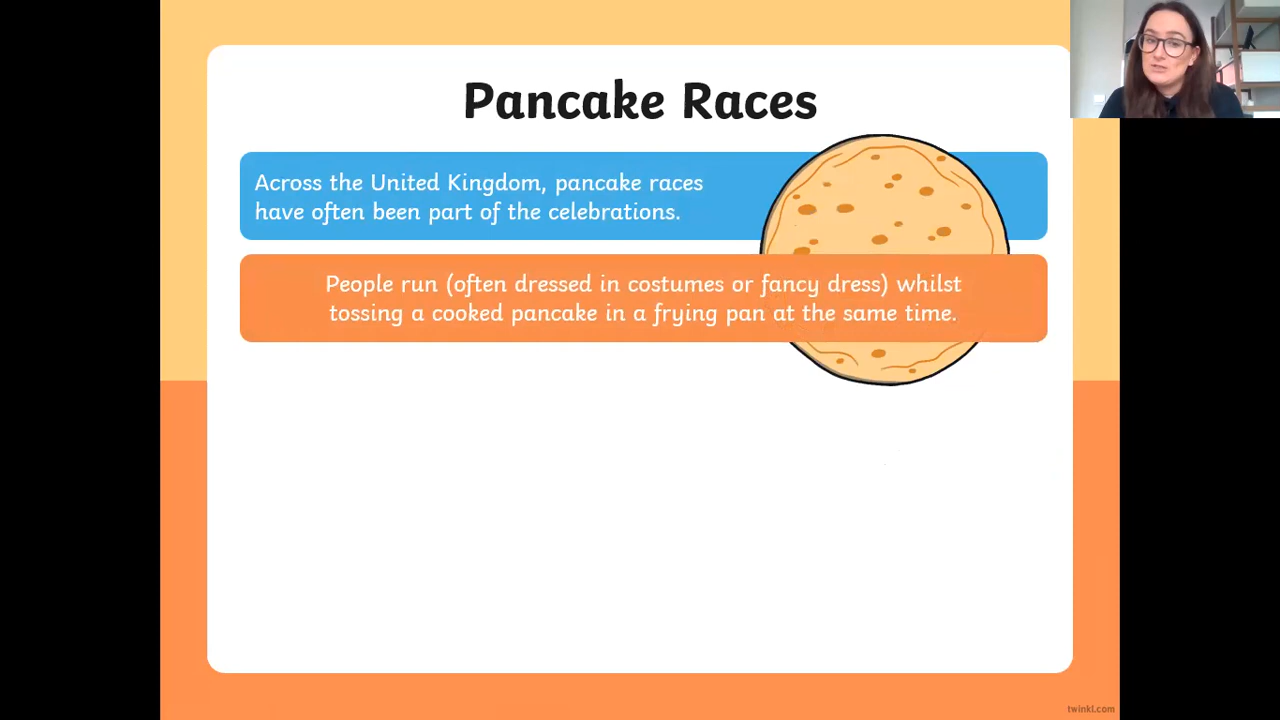 Pancake Races
Across the United Kingdom, pancake races
have often been part of the celebrations.
People run (often dressed in costumes or fancy dress) whilst
tossing a cooked pancake in a frying pan at the same time.
twinkl.com